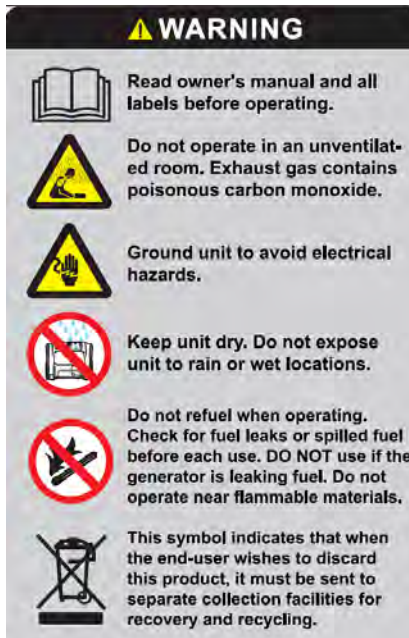 WARNING
Read owner's manual and all
labels before operating.
Do not operate in an unventilat-
ed room. Exhaust gas contains
poisonous carbon monoxide.
Ground unit to avoid electrical
hazards.
Keep unit dry. Do not expose
unit to rain or wet locations.
Do not refuel when operating.
Check for fuel leaks or spilled fuel
before each use. DO NOT use if the
generator is leaking fuel. Do not
operate near flammable materials.
This symbol indicates that when
the end-user wishes to discard
this product, it must be sent to
separate collection facilities for
recovery and recycling.